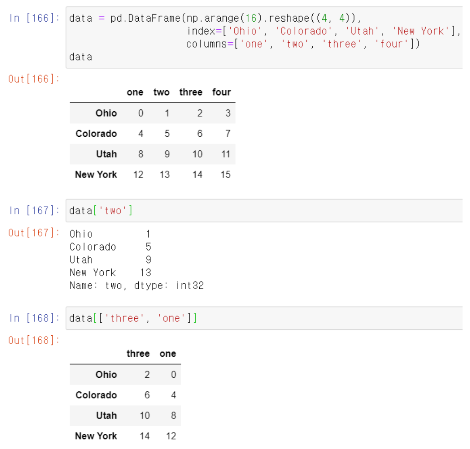 In [166]: data = pd.DataFrame(np.arange(16).reshape((4, 4)),
index=['Ohio', 'Colorado', 'Utah', 'New York'],
columns=['one', 'two', 'three', 'four'])
data
Out[166]:
one two three four
Ohio 0 1 2 3
Colorado 4 5 6 7
Utah 8 9 10 11
New York 12 13 14 15
In [167]: data['two']
Out[167]: Ohio 1
Colorado 5
Utah 9
New York 13
Name: two, dtype: int32
In [168]: data[['three', 'one']]
Out[168]:
three one
Ohio 2 0
Colorado 6 4
Utah 10 8
New York 14 12